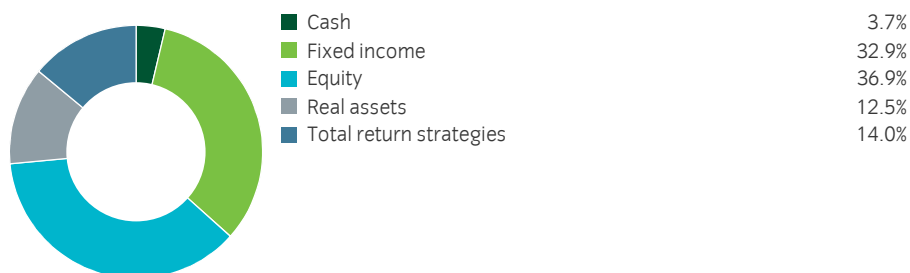 Cash 3.7%
Fixed income 32.9%
Equity 36.9%
Real assets 12.5%
Total return strategies 14.0%